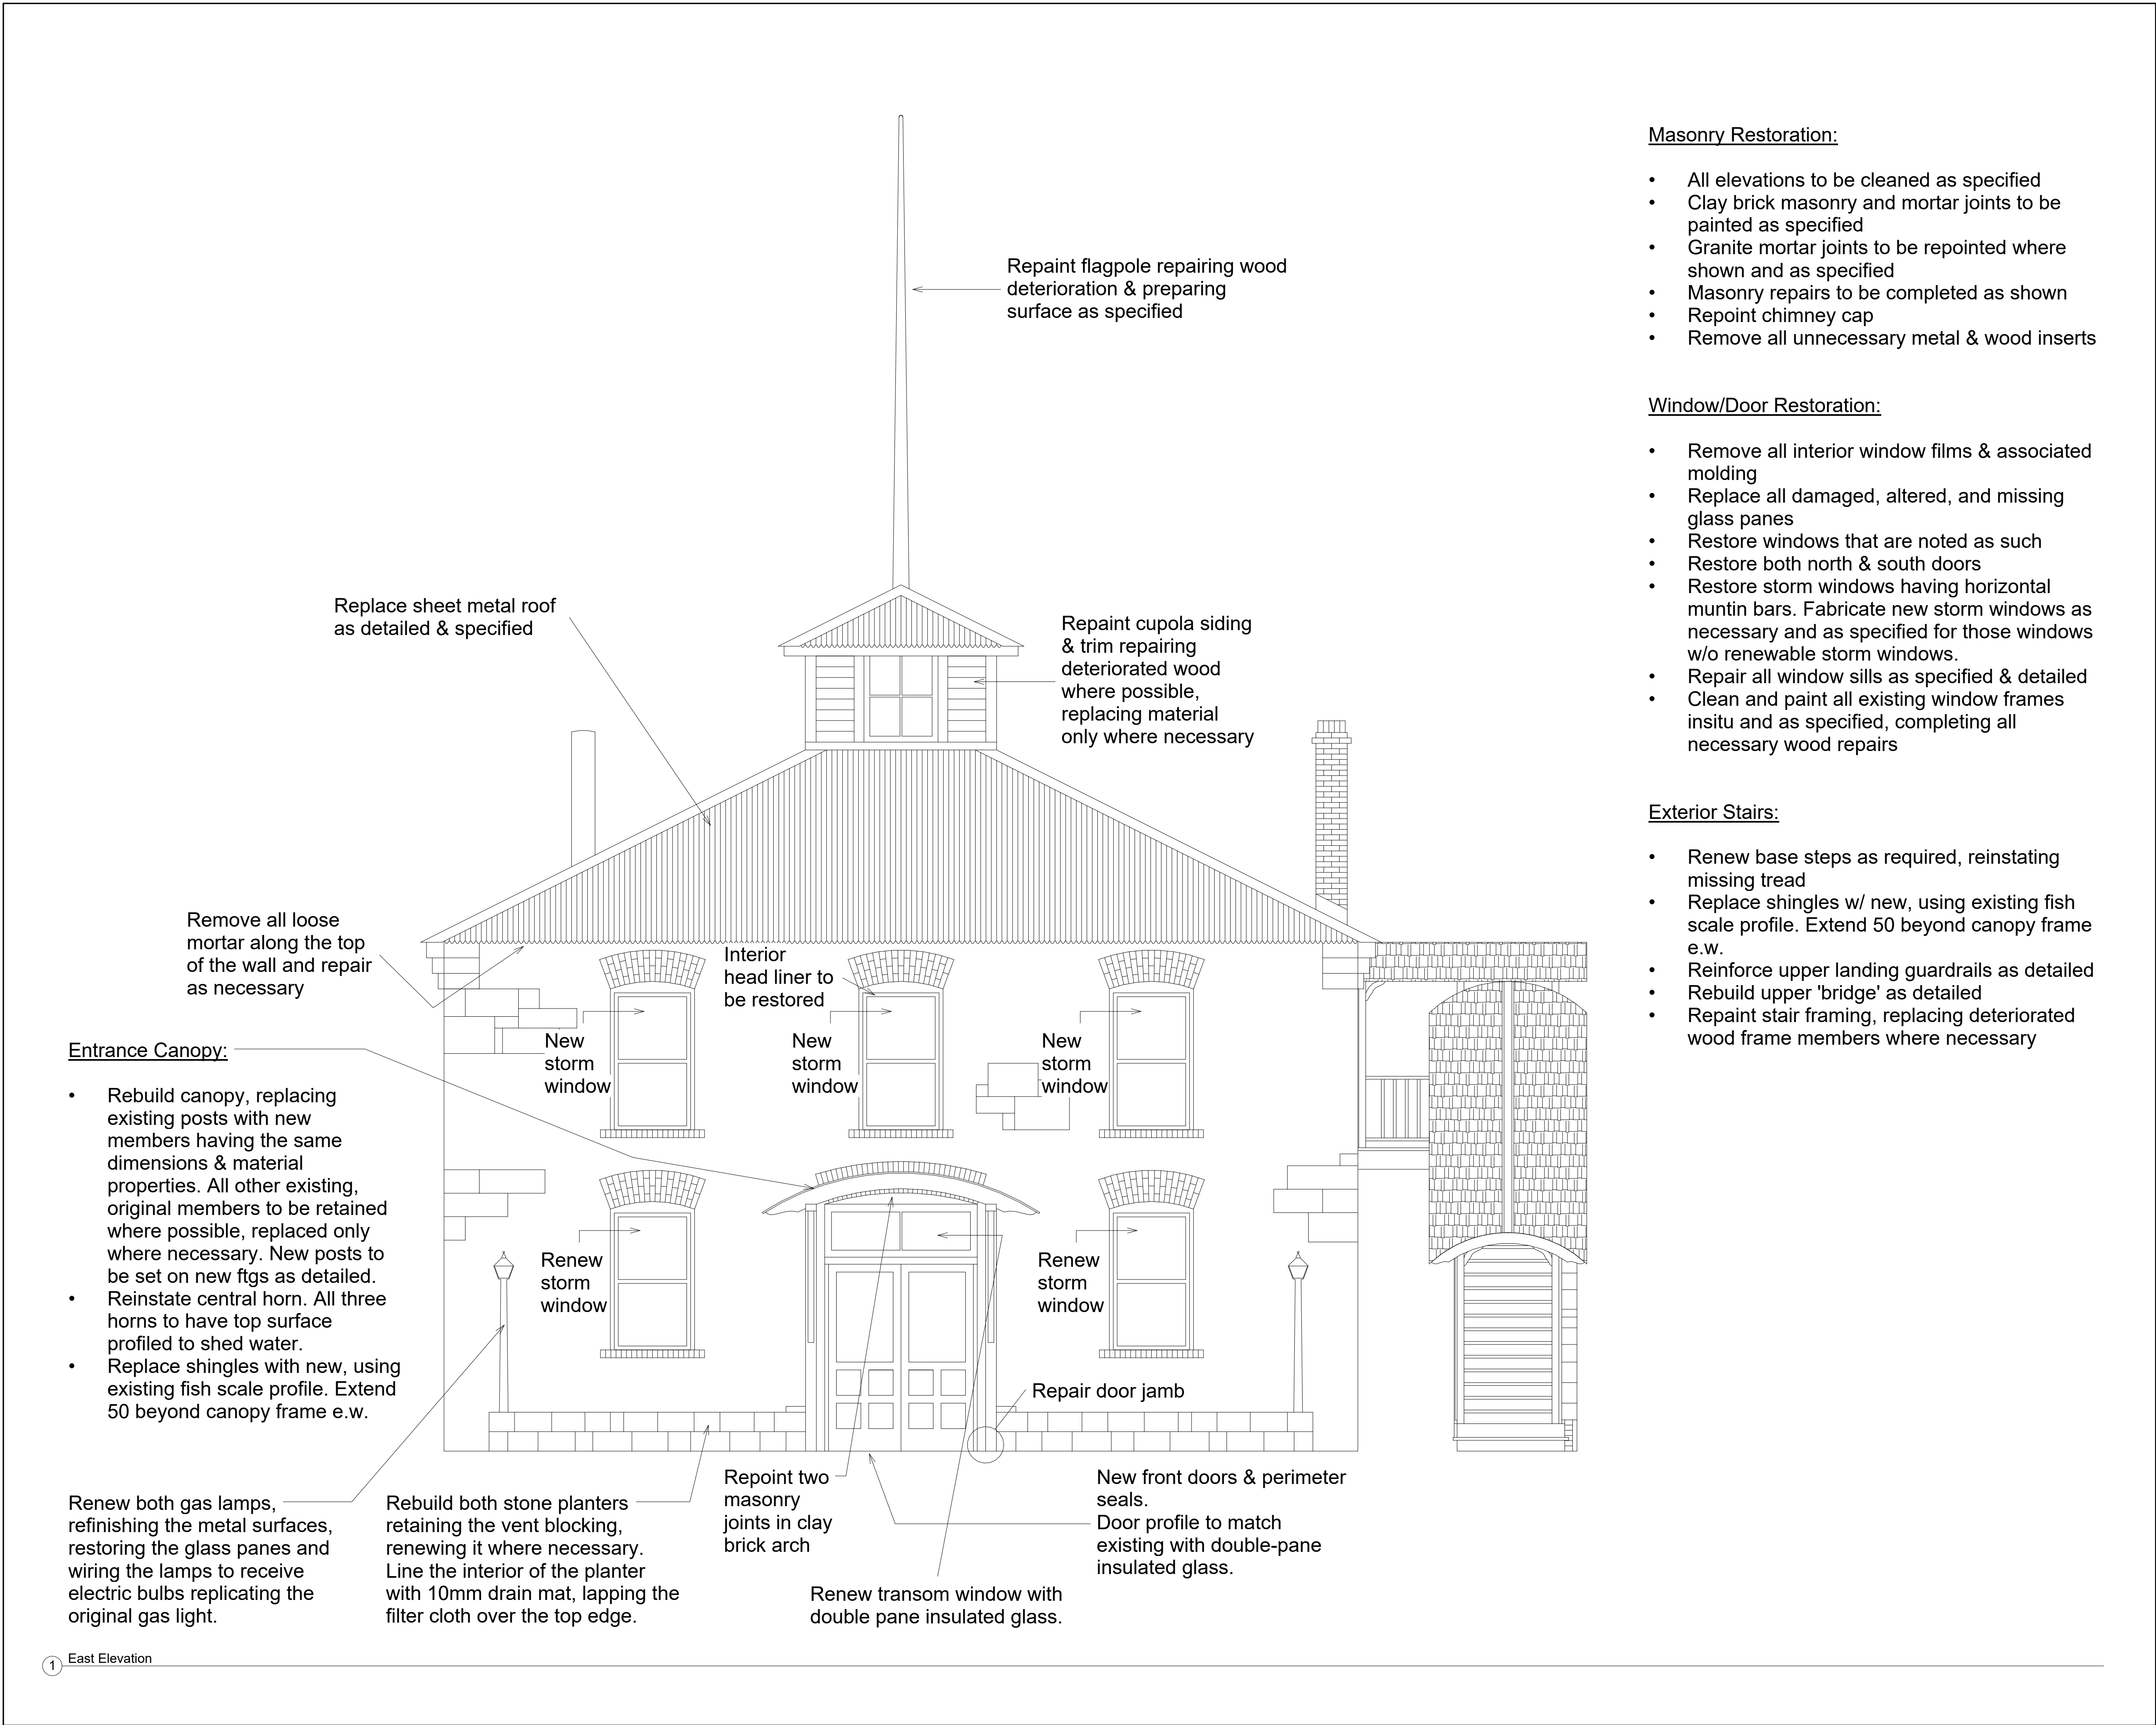 Repaint flagpole repairing wood
deterioration & preparing
surface as specified
Replace sheet metal roof
as detailed & specified
Repaint cupola siding
& trim repairing
deteriorated wood
where possible,
replacing material
only where necessary
Remove all loose
mortar along the top
of the wall and repair
as necessary
Interior
head liner to
be restored
New
storm
window
New
storm
window
New
storm
window
Entrance Canopy:
• Rebuild canopy, replacing
existing posts with new
members having the same
dimensions & material
properties. All other existing,
original members to be retained
where possible, replaced only
where necessary. New posts to
be set on new ftgs as detailed.
• Reinstate central horn. All three
horns to have top surface
profiled to shed water.
• Replace shingles with new, using
existing fish scale profile. Extend
50 beyond canopy frame e.w.
Renew
storm
window
Renew
storm
window
Repair door jamb
Renew both gas lamps,
refinishing the metal surfaces,
restoring the glass panes and
wiring the lamps to receive
electric bulbs replicating the
original gas light.
Rebuild both stone planters
retaining the vent blocking,
renewing it where necessary.
Line the interior of the planter
with 10mm drain mat, lapping the
filter cloth over the top edge.
Repoint two
masonry
joints in clay
brick arch
Renew transom window with
double pane insulated glass.
New front doors & perimeter
seals.
Door profile to match
existing with double-pane
insulated glass.
Masonry Restoration:
• All elevations to be cleaned as specified
• Clay brick masonry and mortar joints to be
painted as specified
• Granite mortar joints to be repointed where
shown and as specified
• Masonry repairs to be completed as shown
• Repoint chimney cap
• Remove all unnecessary metal & wood inserts
Window/Door Restoration:
• Remove all interior window films & associated
molding
• Replace all damaged, altered, and missing
glass panes
• Restore windows that are noted as such
• Restore both north & south doors
• Restore storm windows having horizontal
muntin bars. Fabricate new storm windows as
necessary and as specified for those windows
w/o renewable storm windows.
• Repair all window sills as specified & detailed
• Clean and paint all existing window frames
insitu and as specified, completing all
necessary wood repairs
Exterior Stairs:
• Renew base steps as required, reinstating
missing tread
• Replace shingles w/ new, using existing fish
scale profile. Extend 50 beyond canopy frame
e.w.
• Reinforce upper landing guardrails as detailed
• Rebuild upper 'bridge' as detailed
• Repaint stair framing, replacing deteriorated
wood frame members where necessary
1 East Elevation